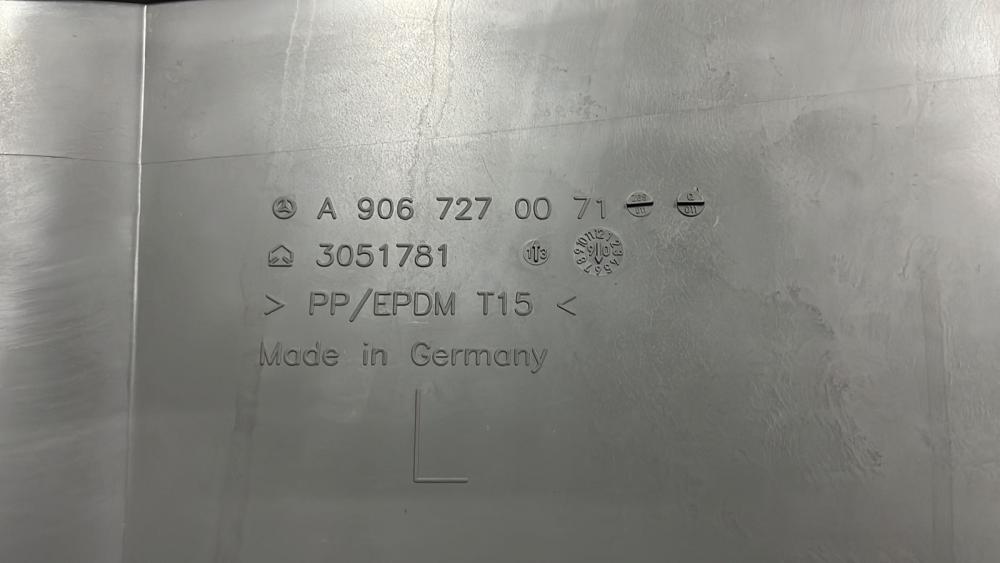 A 906 727 00 71
3051781
> PP/EPDM T15 <
Made in Germany
L